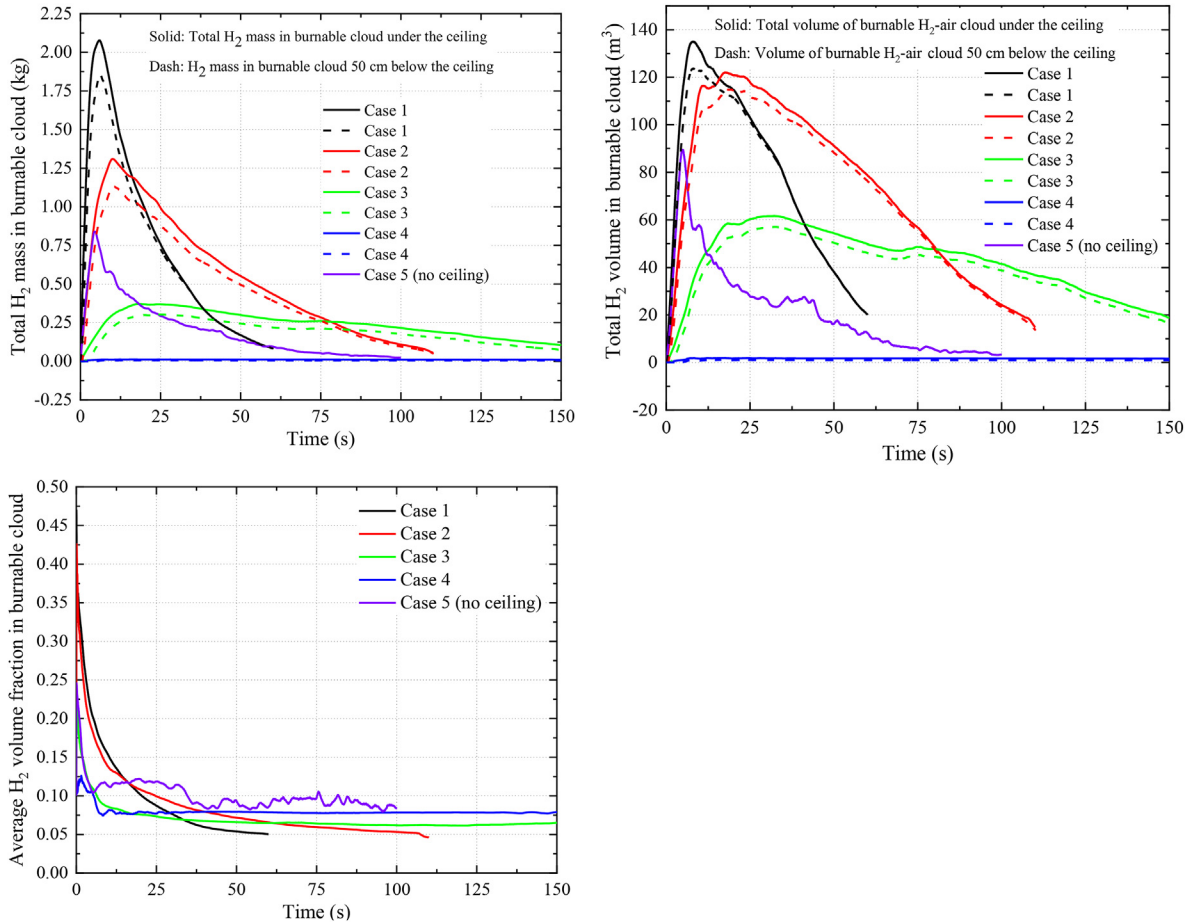 Total H2 mass in burnable cloud (kg)
2.25
2.00
1.75
1.50
1.25
1.00
0.75
0.50
0.25
0.00
-0.25
Solid: Total H2 mass in burnable cloud under the ceiling
Dash: H2 mass in burnable cloud 50 cm below the ceiling
Case 1
Case 1
Case 2
Case 2
Case 3
Case 3
Case 4
Case 4
Case 5 (no ceiling)
0 25 50 75 100 125 150
Time (s)
Total H2 volume in burnable cloud (m3)
140
120
100
80
60
40
20
0
-20
Solid: Total volume of burnable H2-air cloud under the ceiling
Dash: Volume of burnable H2-air cloud 50 cm below the ceiling
Case 1
Case 1
Case 2
Case 2
Case 3
Case 3
Case 4
Case 4
Case 5 (no ceiling)
0 25 50 75 100 125 150
Time (s)
Average H2 volume fraction in burnable cloud
0.50
0.45
0.40
0.35
0.30
0.25
0.20
0.15
0.10
0.05
0.00
Case 1
Case 2
Case 3
Case 4
Case 5 (no ceiling)
0 25 50 75 100 125 150
Time (s)